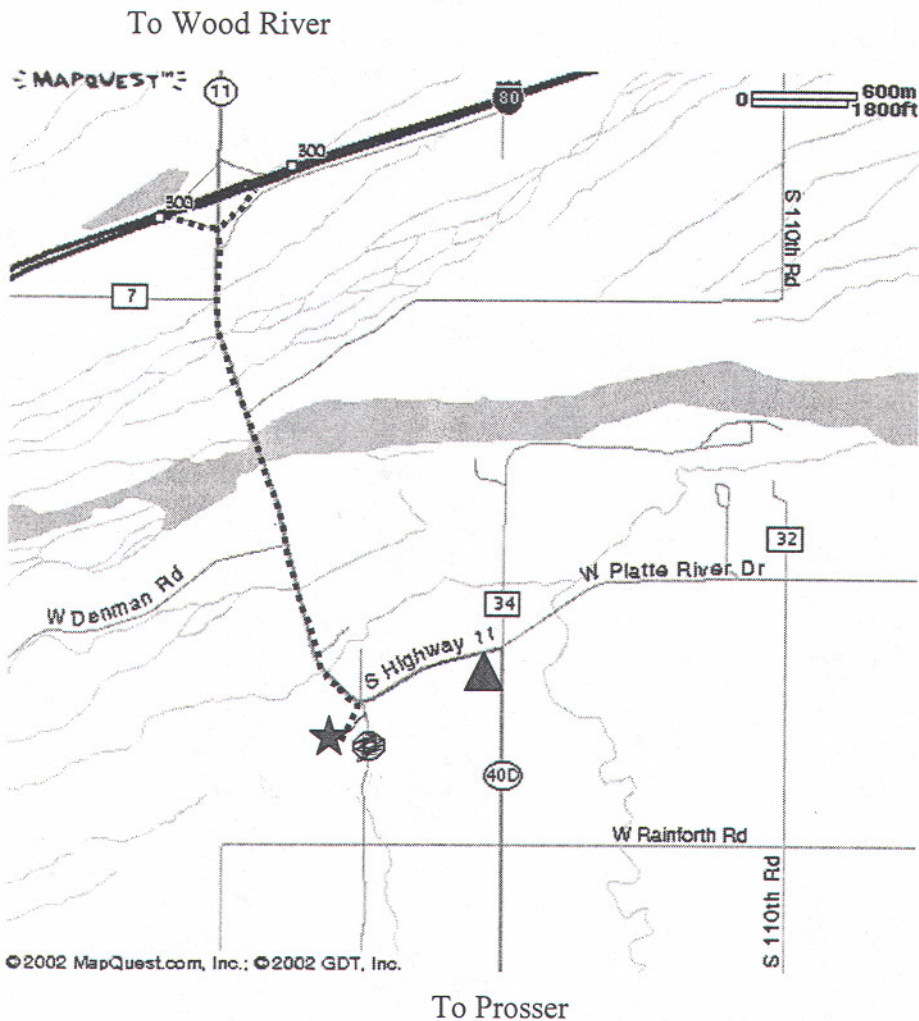 To Wood River
MAPQUEST™
11
80
0 600m
1800ft
300
300
S 110th Rd
7
32
W Platte River Dr
W Denman Rd
34
S Highway 11
40D
W Rainforth Rd
S 110th Rd
©2002 MapQuest.com, Inc.; ©2002 GDT, Inc.
To Prosser